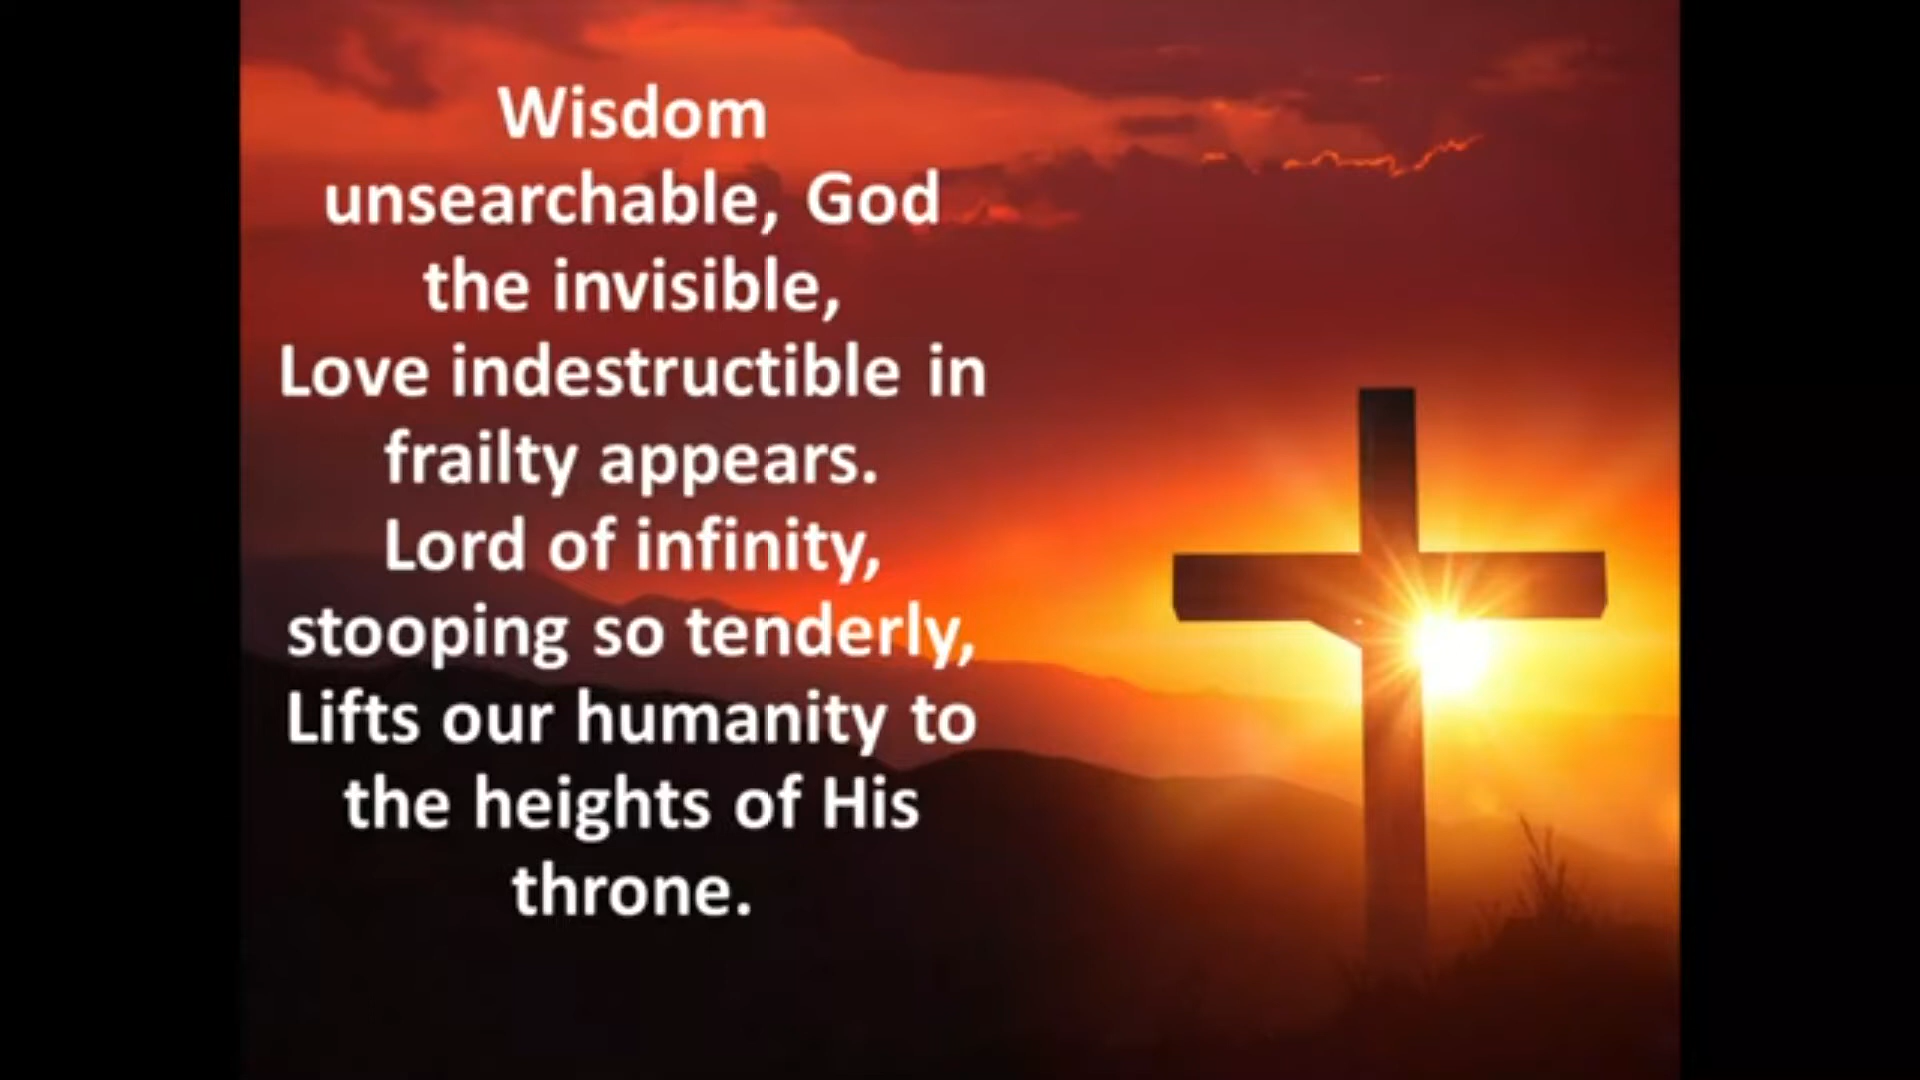 Wisdom
unsearchable, God
the invisible,
Love indestructible in
frailty appears.
Lord of infinity,
stooping so tenderly,
Lifts our humanity to
the heights of His
throne.